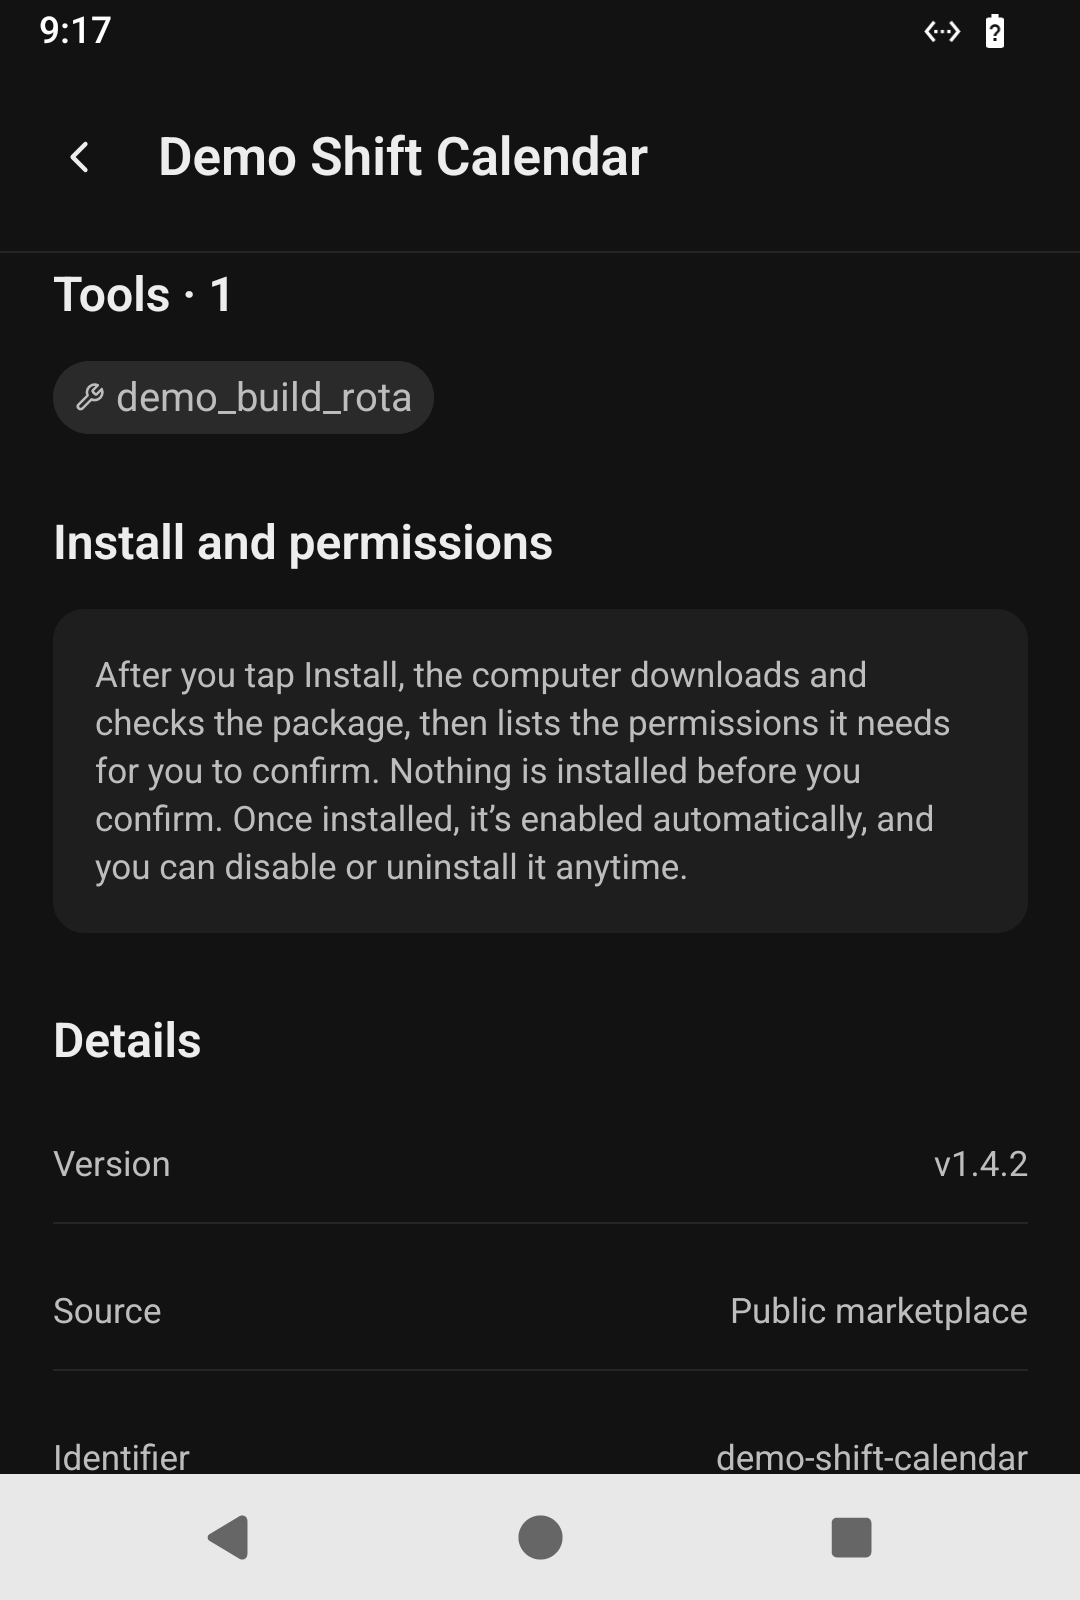 9:17
Demo Shift Calendar
Tools · 1
demo_build_rota
Install and permissions
After you tap Install, the computer downloads and
checks the package, then lists the permissions it needs
for you to confirm. Nothing is installed before you
confirm. Once installed, it’s enabled automatically, and
you can disable or uninstall it anytime.
Details
Version v1.4.2
Source Public marketplace
Identifier demo-shift-calendar